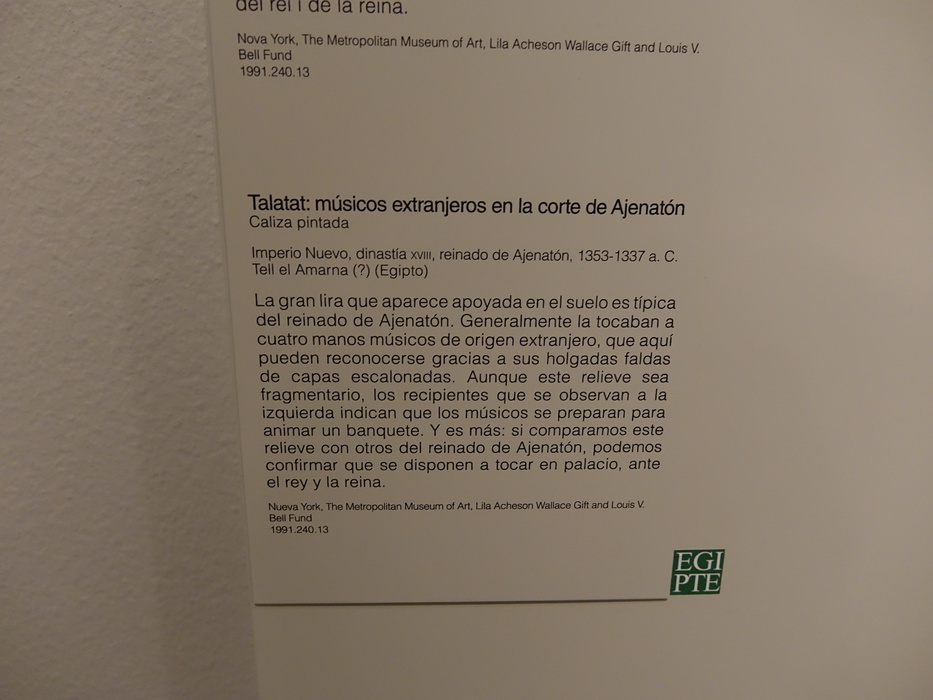 del rei i de la reina.
Nova York, The Metropolitan Museum of Art, Lila Acheson Wallace Gift and Louis V.
Bell Fund
1991.240.13
Talatat: músicos extranjeros en la corte de Ajenatón
Caliza pintada
Imperio Nuevo, dinastía XVIII, reinado de Ajenatón, 1353-1337 a. C.
Tell el Amarna (?) (Egipto)
La gran lira que aparece apoyada en el suelo es típica
del reinado de Ajenatón. Generalmente la tocaban a
cuatro manos músicos de origen extranjero, que aquí
pueden reconocerse gracias a sus holgadas faldas
de capas escalonadas. Aunque este relieve sea
fragmentario, los recipientes que se observan a la
izquierda indican que los músicos se preparan para
animar un banquete. Y es más: si comparamos este
relieve con otros del reinado de Ajenatón, podemos
confirmar que se disponen a tocar en palacio, ante
el rey y la reina.
Nueva York, The Metropolitan Museum of Art, Lila Acheson Wallace Gift and Louis V.
Bell Fund
1991.240.13
EGI
PTE